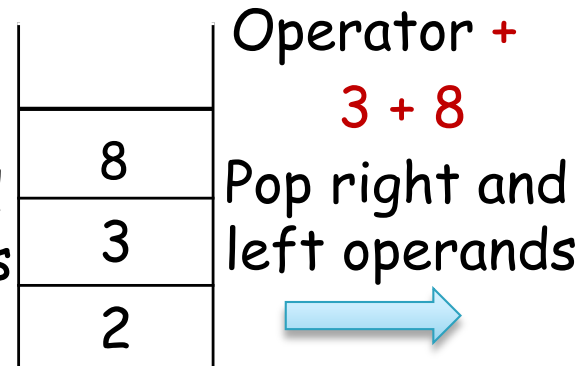 Operator +
3 + 8
8
Pop right and
3
left operands
2